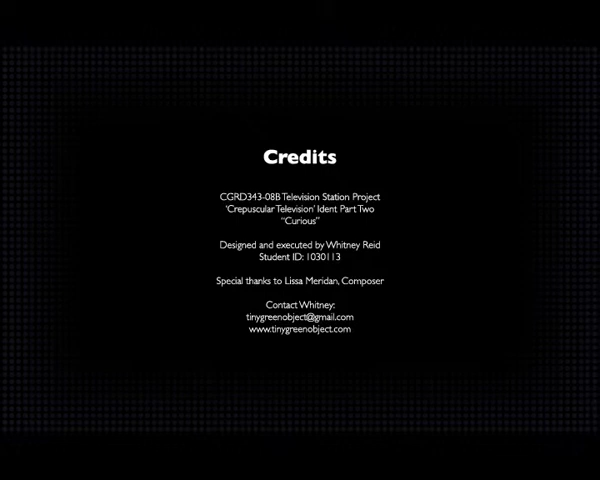 Credits
CGRD343-08B Television Station Project
'Crepuscular Television' Ident Part Two
"Curious"
Designed and executed by Whitney Reid
Student ID: 1030113
Special thanks to Lissa Meridan, Composer
Contact Whitney:
tinygreenobject@gmail.com
www.tinygreenobject.com